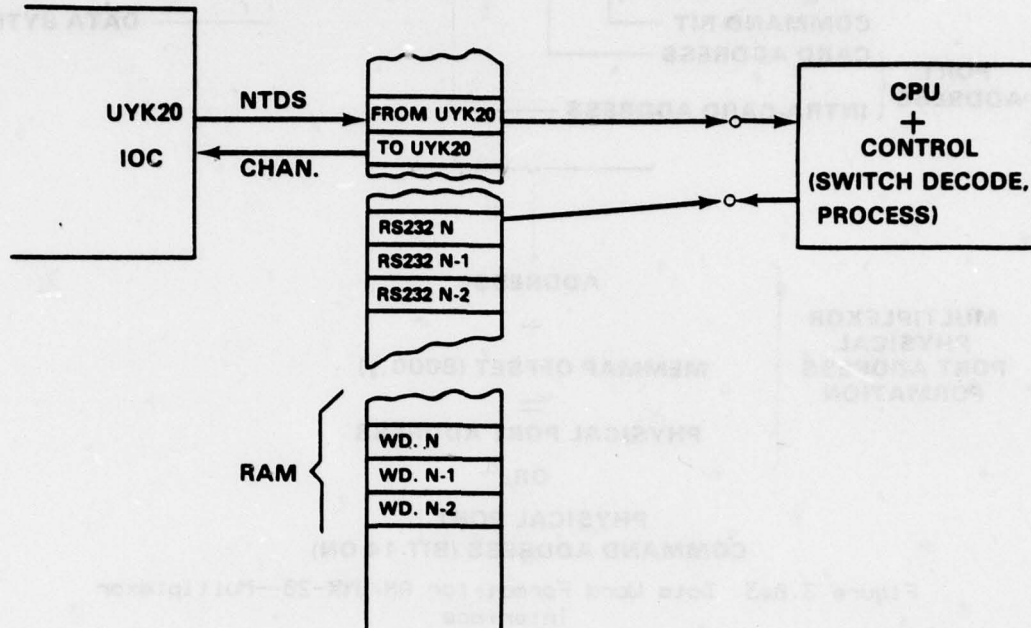 UYK20
IOC
NTDS
CHAN.
FROM UYK20
TO UYK20
RS232 N
RS232 N-1
RS232 N-2
CPU
+
CONTROL
(SWITCH DECODE,
PROCESS)
RAM
WD. N
WD. N-1
WD. N-2